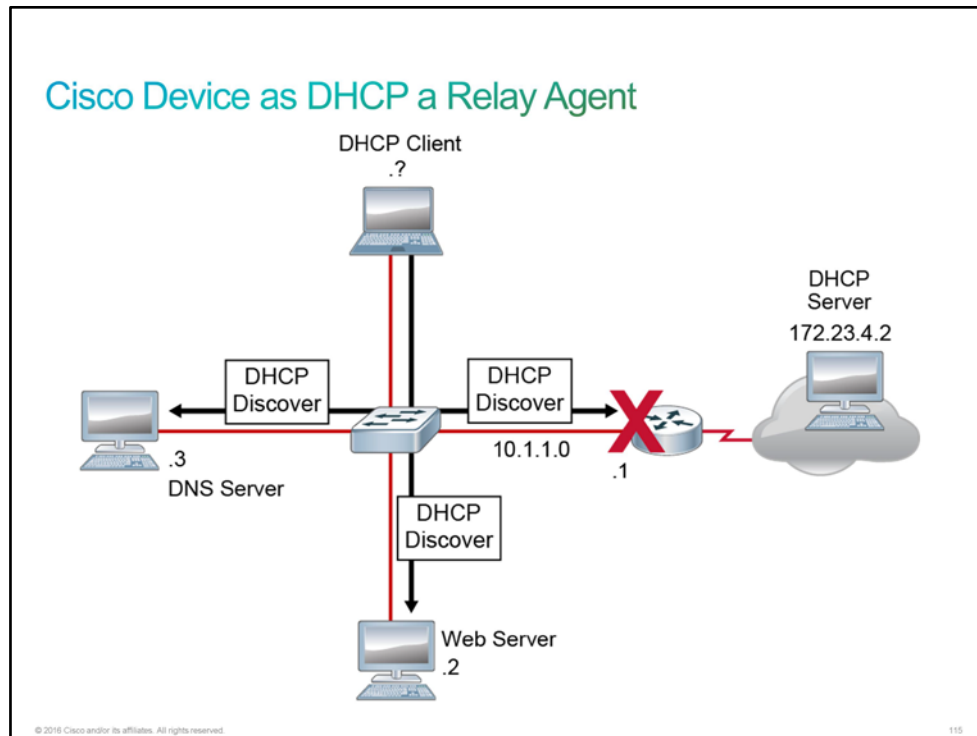 Cisco Device as DHCP a Relay Agent
DHCP Client
.?
DHCP
Server
172.23.4.2
DHCP
Discover
DHCP
Discover
10.1.1.0
.1
.3
DNS Server
DHCP
Discover
Web Server
.2
© 2016 Cisco and/or its affiliates. All rights reserved.
115